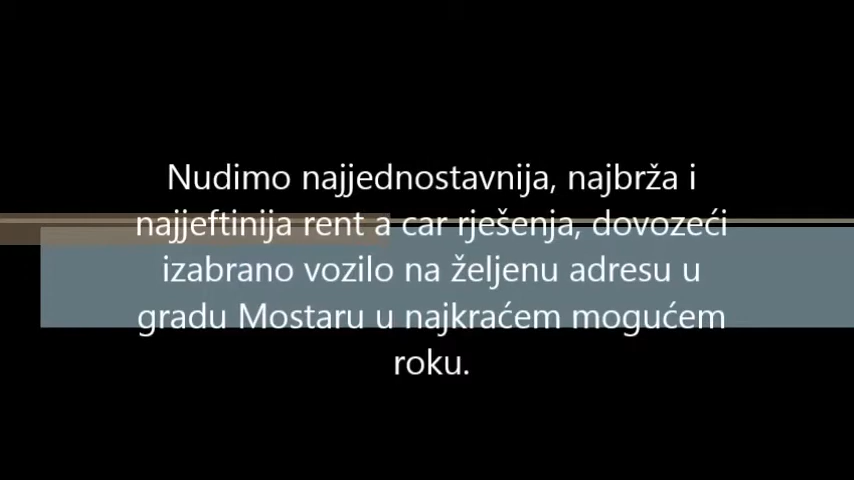 Nudimo najjednostavnija, najbrža i
najjeftinija rent a car rješenja, dovozeći
izabrano vozilo na željenu adresu u
gradu Mostaru u najkraćem mogućem
roku.